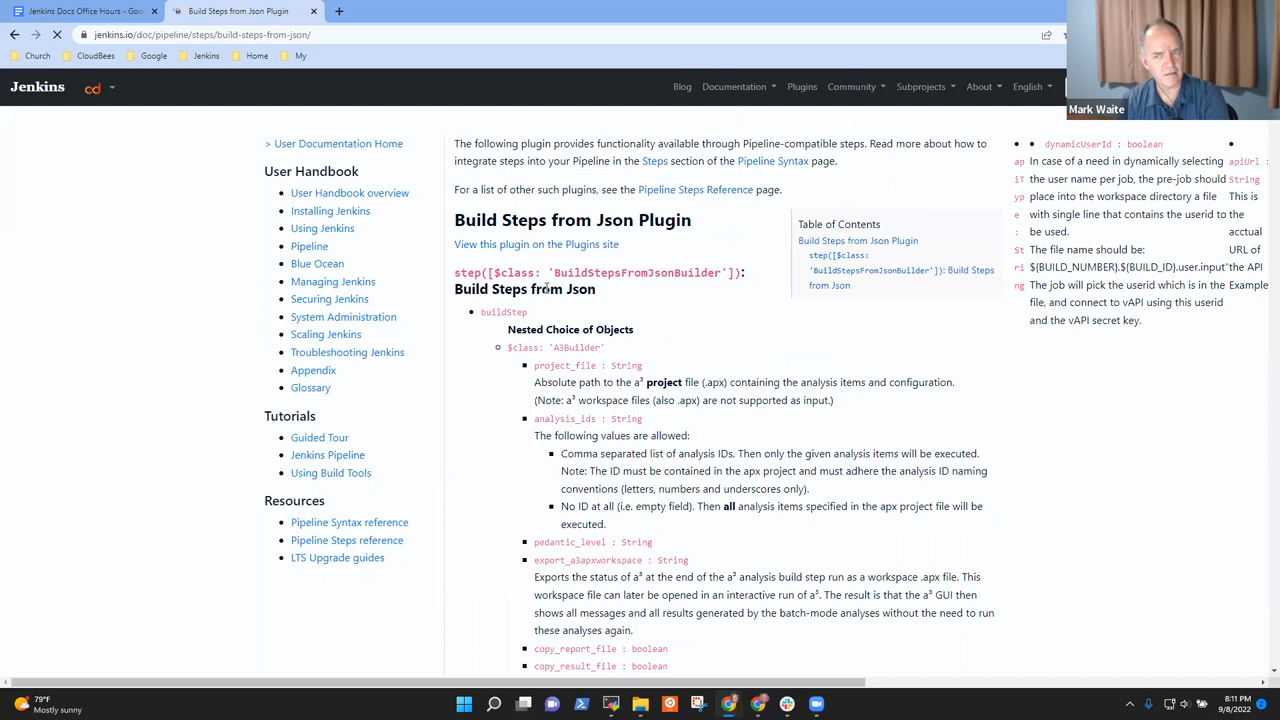 Jenkins Docs Office Hours - Goog
Build Steps from Json Plugin
jenkins.io/doc/pipeline/steps/build-steps-from-json/
Church
CloudBees
Google
Jenkins
Home
My
Mark Waite
Jenkins
cd
Blog
Documentation
Plugins
Community
Subprojects
About
English
> User Documentation Home
User Handbook
User Handbook overview
Installing Jenkins
Using Jenkins
Pipeline
Blue Ocean
Managing Jenkins
Securing Jenkins
System Administration
Scaling Jenkins
Troubleshooting Jenkins
Appendix
Glossary
Tutorials
Guided Tour
Jenkins Pipeline
Using Build Tools
Resources
Pipeline Syntax reference
Pipeline Steps reference
LTS Upgrade guides
The following plugin provides functionality available through Pipeline-compatible steps. Read more about how to
integrate steps into your Pipeline in the Steps section of the Pipeline Syntax page.
For a list of other such plugins, see the Pipeline Steps Reference page.
Build Steps from Json Plugin
View this plugin on the Plugins site
step([$class: 'BuildStepsFromJsonBuilder']):
Build Steps from Json
buildStep
Nested Choice of Objects
$class: 'A3Builder'
project_file : String
Absolute path to the a³ project file (.apx) containing the analysis items and configuration.
(Note: a³ workspace files (also .apx) are not supported as input.)
analysis_ids : String
The following values are allowed:
Comma separated list of analysis IDs. Then only the given analysis items will be executed.
Note: The ID must be contained in the apx project and must adhere the analysis ID naming
conventions (letters, numbers and underscores only).
No ID at all (i.e. empty field). Then all analysis items specified in the apx project file will be
executed.
pedantic_level : String
export_a3apxworkspace : String
Exports the status of a³ at the end of the a³ analysis build step run as a workspace .apx file. This
workspace file can later be opened in an interactive run of a³. The result is that the a³ GUI then
shows all messages and all results generated by the batch-mode analyses without the need to run
these analyses again.
copy_report_file : boolean
copy_result_file : boolean
Table of Contents
Build Steps from Json Plugin
step([$class:
'BuildStepsFromJsonBuilder']): Build Steps
from Json
ap
iT
yp
e
:
St
ri
ng
dynamicUserId : boolean
In case of a need in dynamically selecting
the user name per job, the pre-job should
place into the workspace directory a file
with single line that contains the userid to
be used.
The file name should be:
${BUILD_NUMBER}.${BUILD_ID}.user.input"
The job will pick the userid which is in the
file, and connect to vAPI using this userid
and the vAPI secret key.
apiUrl :
String
This is
the
acctual
URL of
the API
Example
79°F
Mostly sunny
8:11 PM
9/8/2022